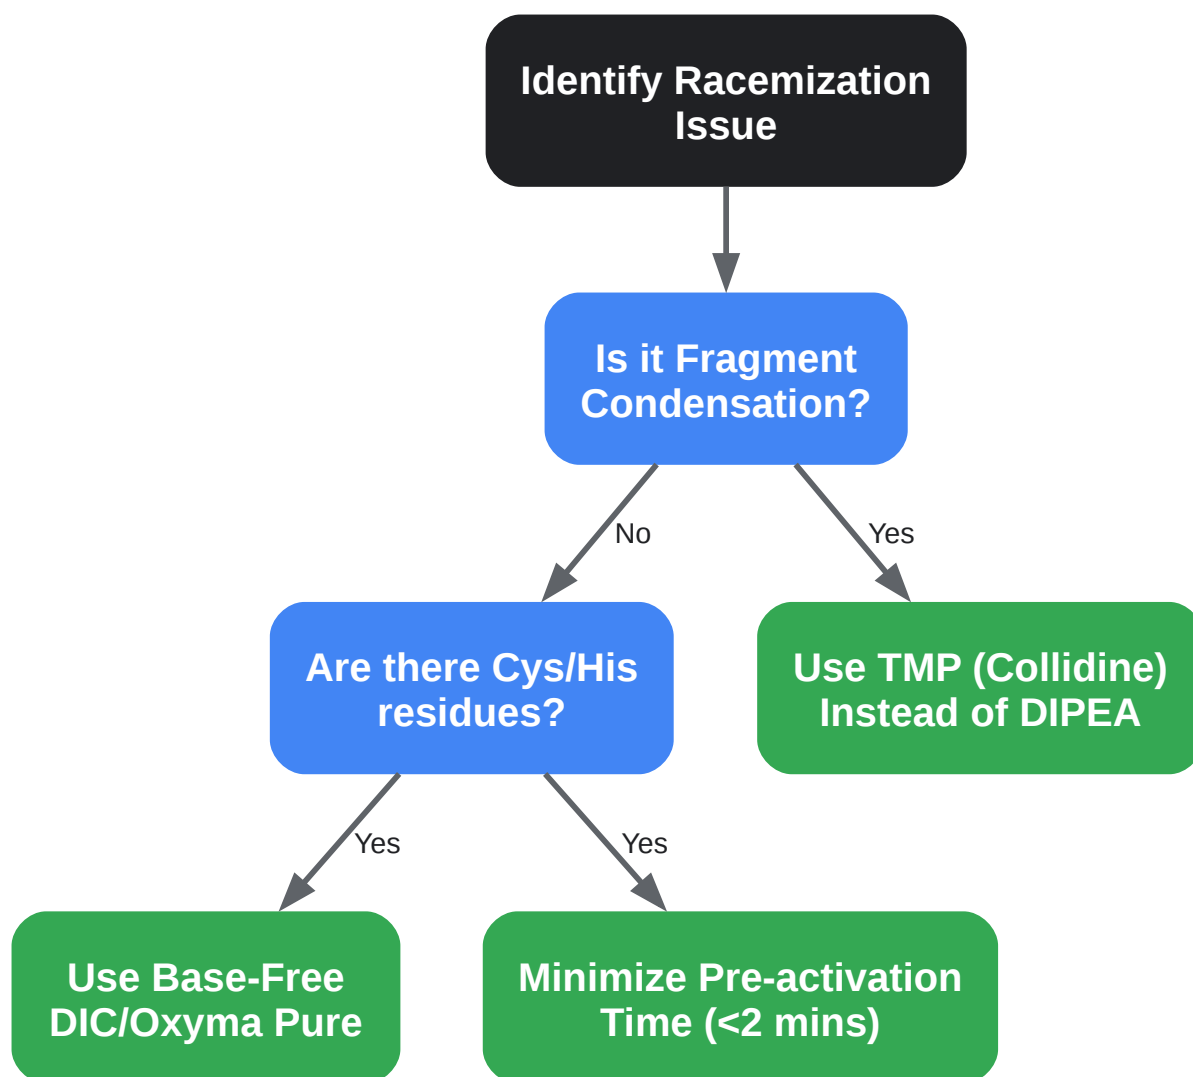 Identify Racemization
Issue
Is it Fragment
Condensation?
No
Yes
Are there Cys/His
residues?
Use TMP (Collidine)
Instead of DIPEA
Yes
Yes
Use Base-Free
DIC/Oxyma Pure
Minimize Pre-activation
Time (<2 mins)